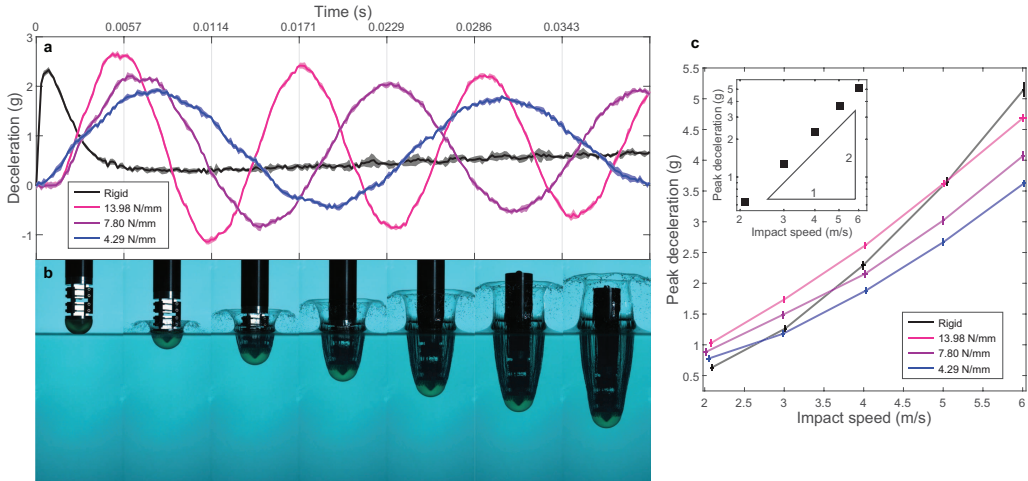 Time (s)
0 0.0057 0.0114 0.0171 0.0229 0.0286 0.0343
a
Deceleration (g)
3
2
1
0
-1
Rigid
13.98 N/mm
7.80 N/mm
4.29 N/mm
b
c
Peak deceleration (g)
5.5
5
4.5
4
3.5
3
2.5
2
1.5
1
0.5
2 2.5 3 3.5 4 4.5 5 5.5 6
Impact speed (m/s)
Peak deceleration (g)
5
4
3
2
1
2 3 4 5 6
Impact speed (m/s)
2
1
Rigid
13.98 N/mm
7.80 N/mm
4.29 N/mm